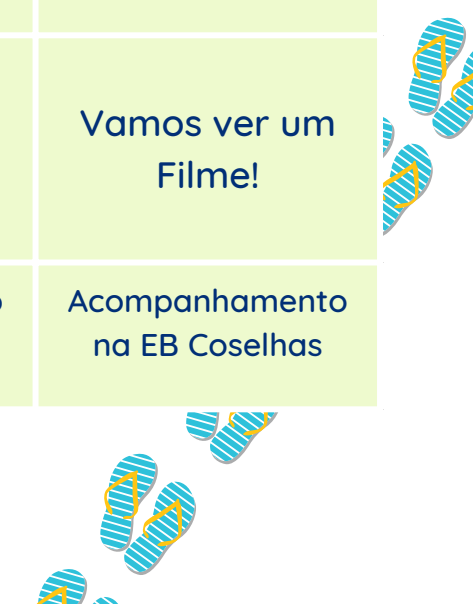 Vamos ver um
Filme!
o
Acompanhamento
na EB Coselhas